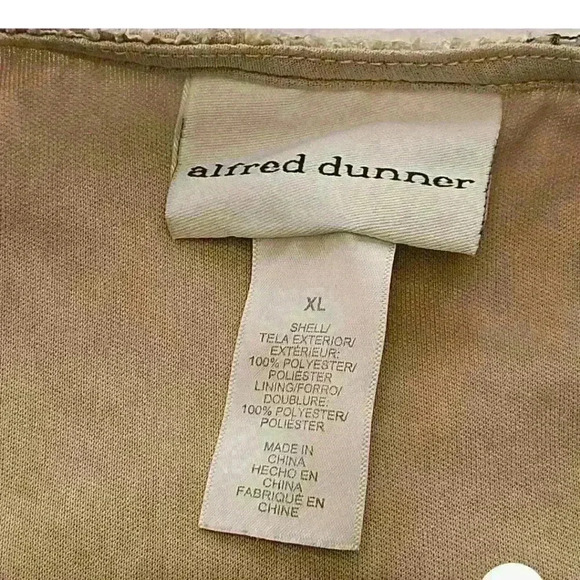 alfred dunner
XL
SHELL/
TELA EXTERIOR/
EXTÉRIEUR:
100% POLYESTER/
POLIÉSTER
LINING/FORRO/
DOUBLURE:
100% POLYESTER/
POLIÉSTER
MADE IN
CHINA
HECHO EN
CHINA
FABRIQUÉ EN
CHINE